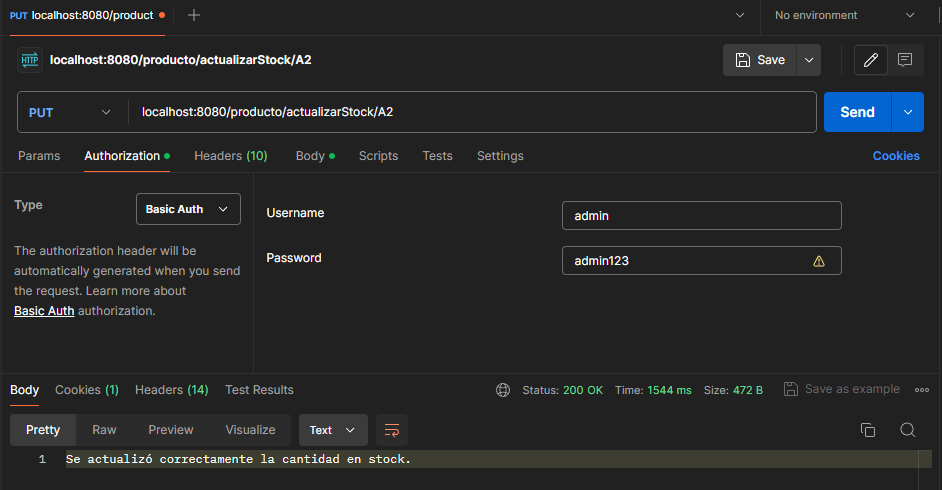 PUT localhost:8080/product
No environment
HTTP localhost:8080/producto/actualizarStock/A2
Save
PUT localhost:8080/producto/actualizarStock/A2
Send
Params Authorization Headers (10) Body Scripts Tests Settings Cookies
Type Basic Auth
The authorization header will be
automatically generated when you send
the request. Learn more about
Basic Auth authorization.
Username admin
Password admin123
Body Cookies (1) Headers (14) Test Results Status: 200 OK Time: 1544 ms Size: 472 B Save as example
Pretty Raw Preview Visualize Text
1 Se actualizó correctamente la cantidad en stock.